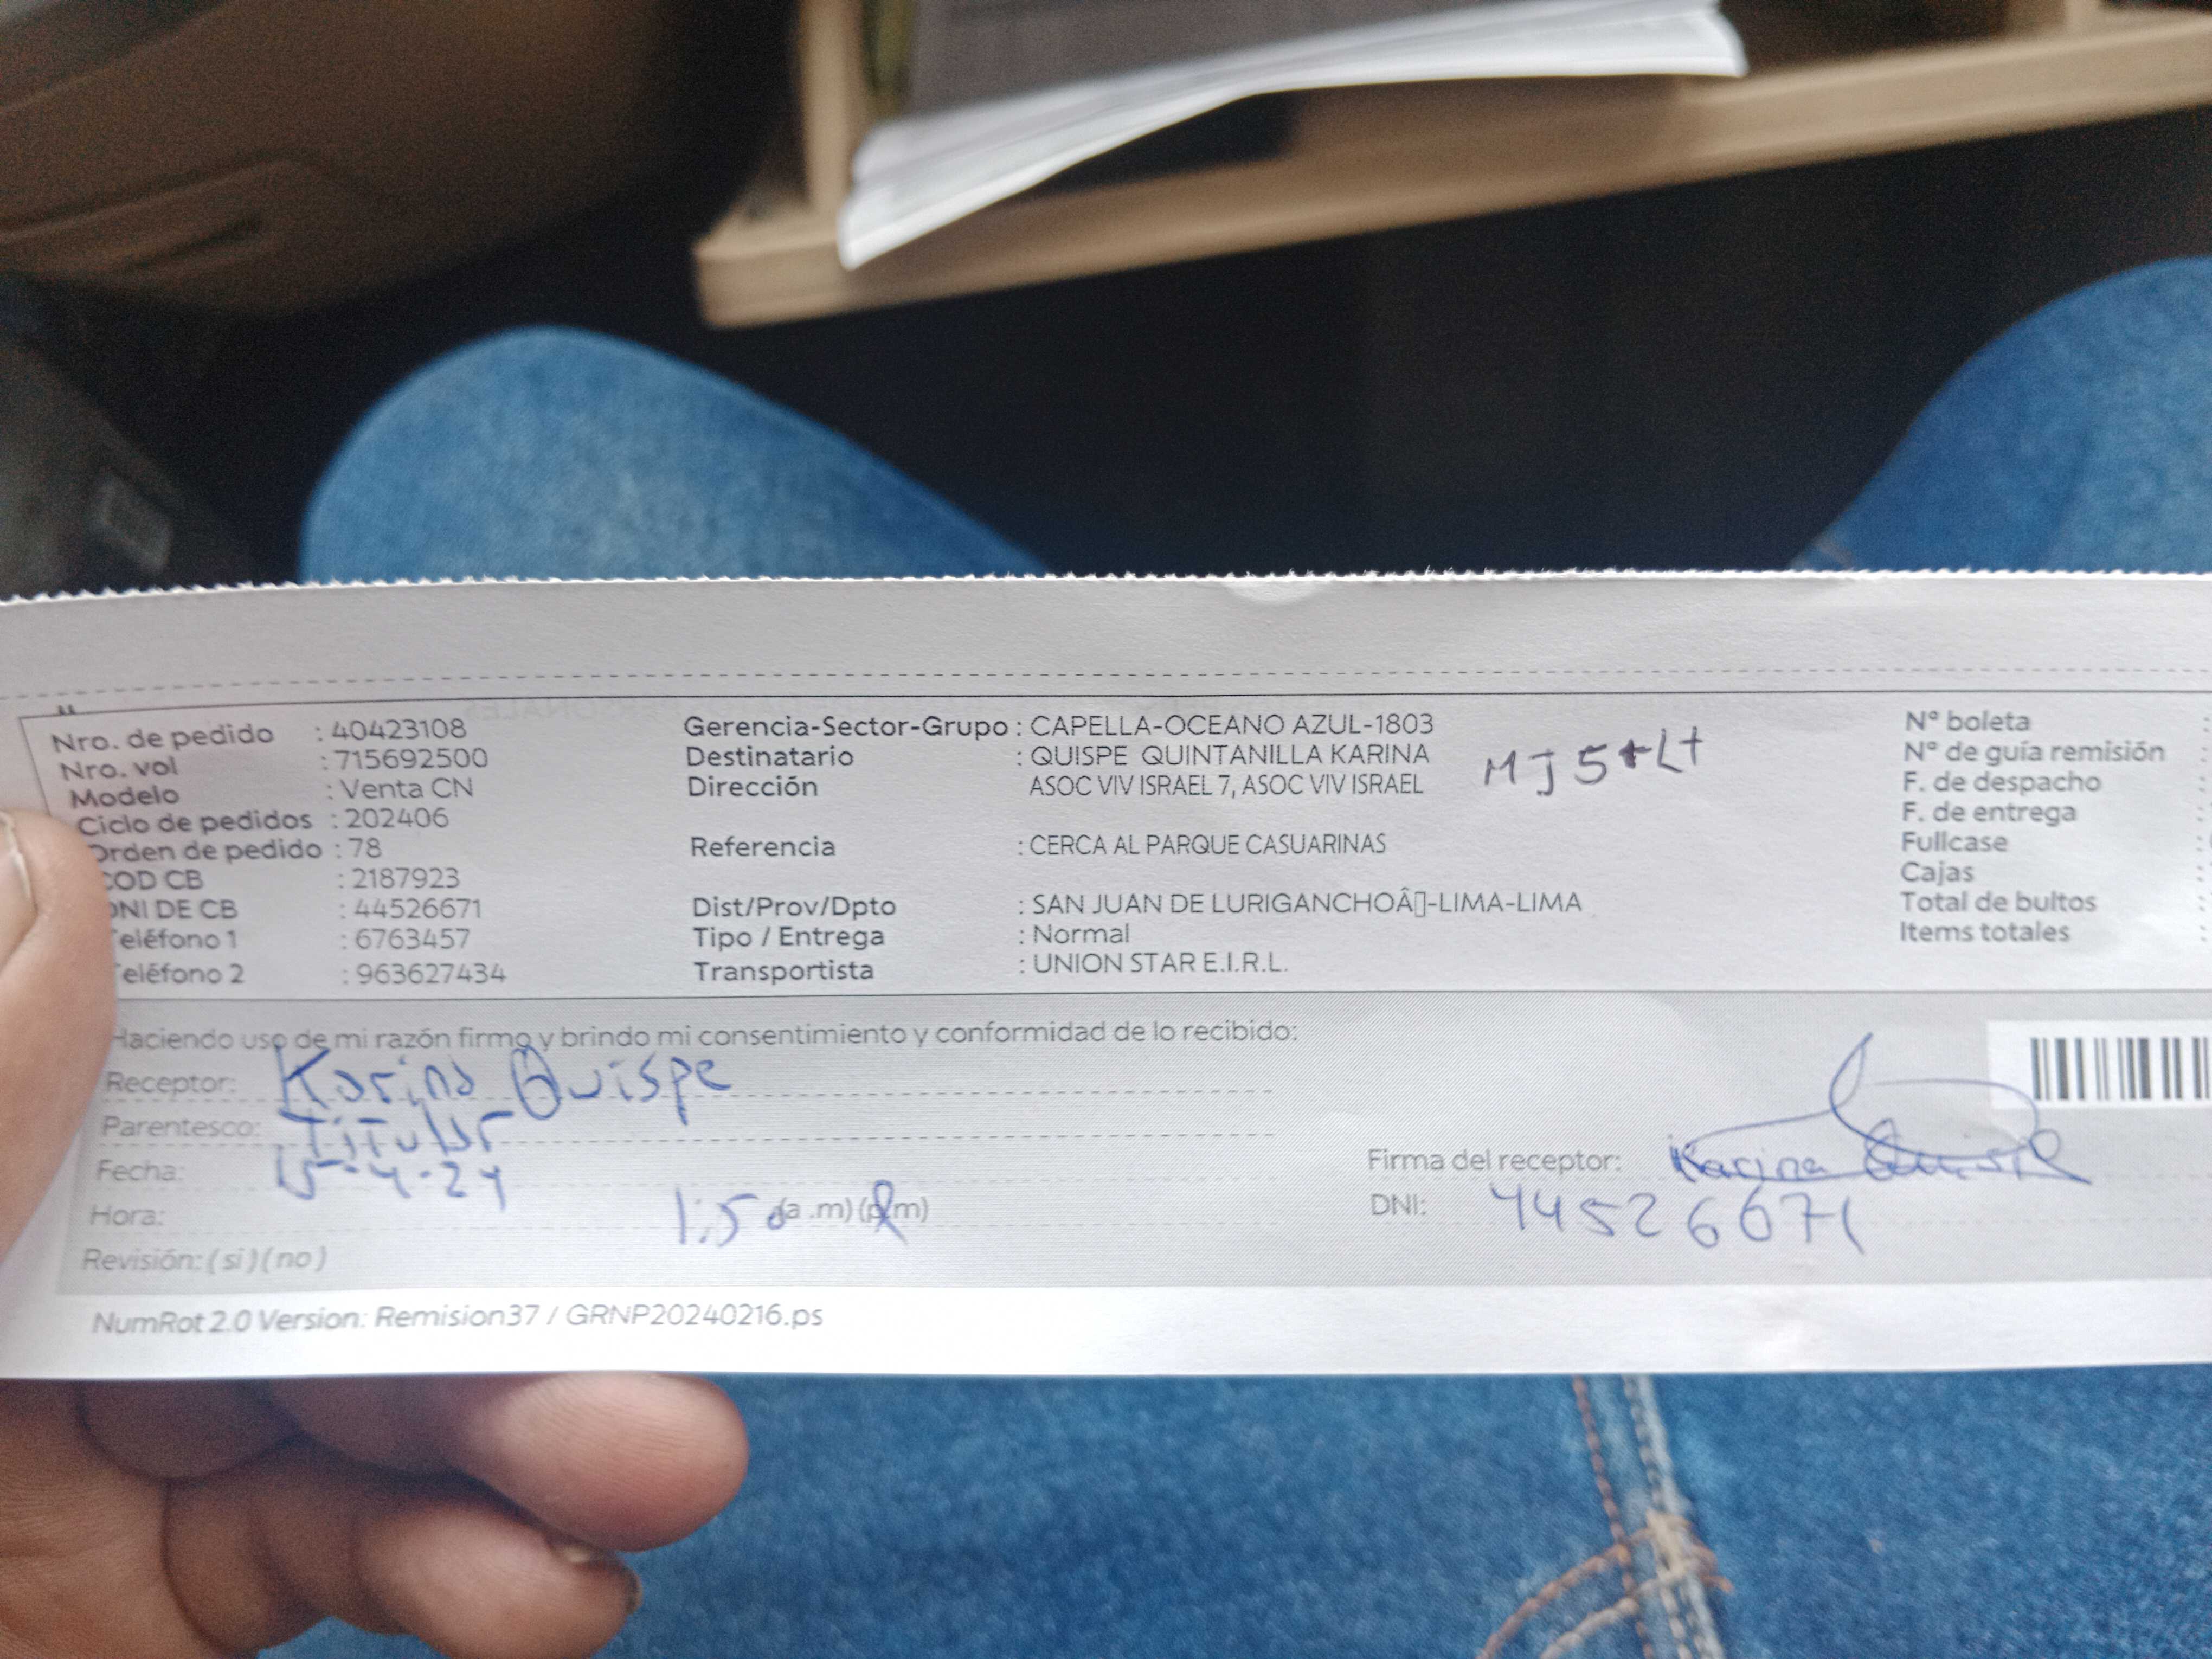 Nro. de pedido : 40423108
Nro. vol : 715692500
Modelo : Venta CN
Ciclo de pedidos : 202406
Orden de pedido : 78
COD CB : 2187923
DNI DE CB : 44526671
Teléfono 1 : 6763457
Teléfono 2 : 963627434
Gerencia-Sector-Grupo : CAPELLA-OCEANO AZUL-1803
Destinatario : QUISPE QUINTANILLA KARINA
Dirección ASOC VIV ISRAEL 7, ASOC VIV ISRAEL
Referencia : CERCA AL PARQUE CASUARINAS
Dist/Prov/Dpto : SAN JUAN DE LURIGANCHOÂ▯-LIMA-LIMA
Tipo / Entrega : Normal
Transportista : UNION STAR E.I.R.L.
N° boleta :
N° de guía remisión :
F. de despacho :
F. de entrega :
Fullcase :
Cajas :
Total de bultos :
Items totales :
Haciendo uso de mi razón firmo y brindo mi consentimiento y conformidad de lo recibido:
Receptor: Karina Quispe
Parentesco: Titular
Fecha: 15-4-24
Hora: 1:50 (a .m) (p.m)
Revisión: ( si ) ( no )
Firma del receptor: Karina Quispe
DNI: 44526671
NumRot 2.0 Version: Remision37 / GRNP20240216.ps